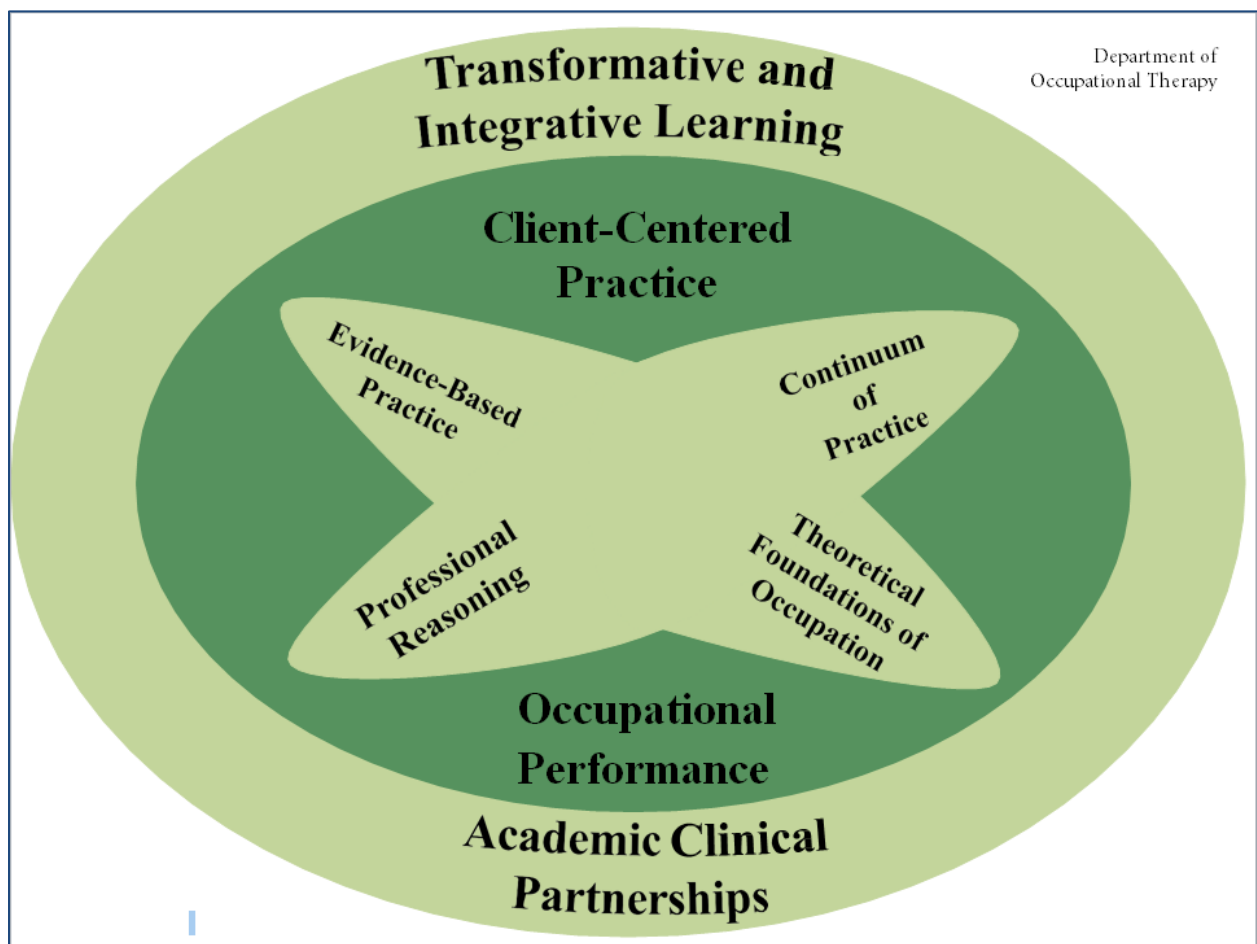 Department of
Occupational Therapy
Transformative and
Integrative Learning
Client-Centered
Practice
Evidence-Based
Practice
Continuum
of
Practice
Professional
Reasoning
Theoretical
Foundations of
Occupation
Occupational
Performance
Academic Clinical
Partnerships